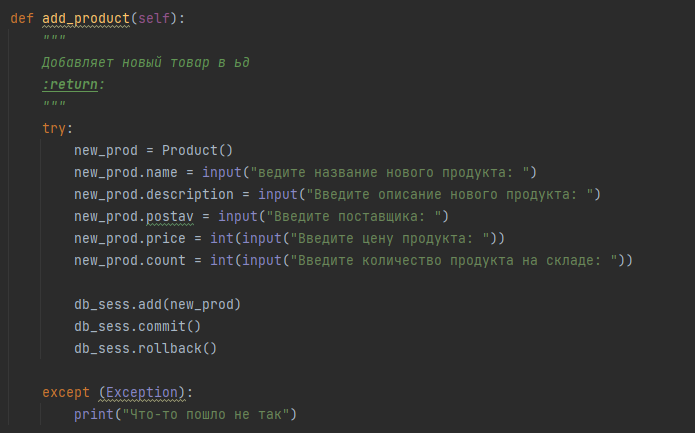 def add_product(self):
"""
Добавляет новый товар в ьд
:return:
"""
try:
new_prod = Product()
new_prod.name = input("ведите название нового продукта: ")
new_prod.description = input("Введите описание нового продукта: ")
new_prod.postav = input("Введите поставщика: ")
new_prod.price = int(input("Введите цену продукта: "))
new_prod.count = int(input("Введите количество продукта на складе: "))
db_sess.add(new_prod)
db_sess.commit()
db_sess.rollback()
except (Exception):
print("Что-то пошло не так")